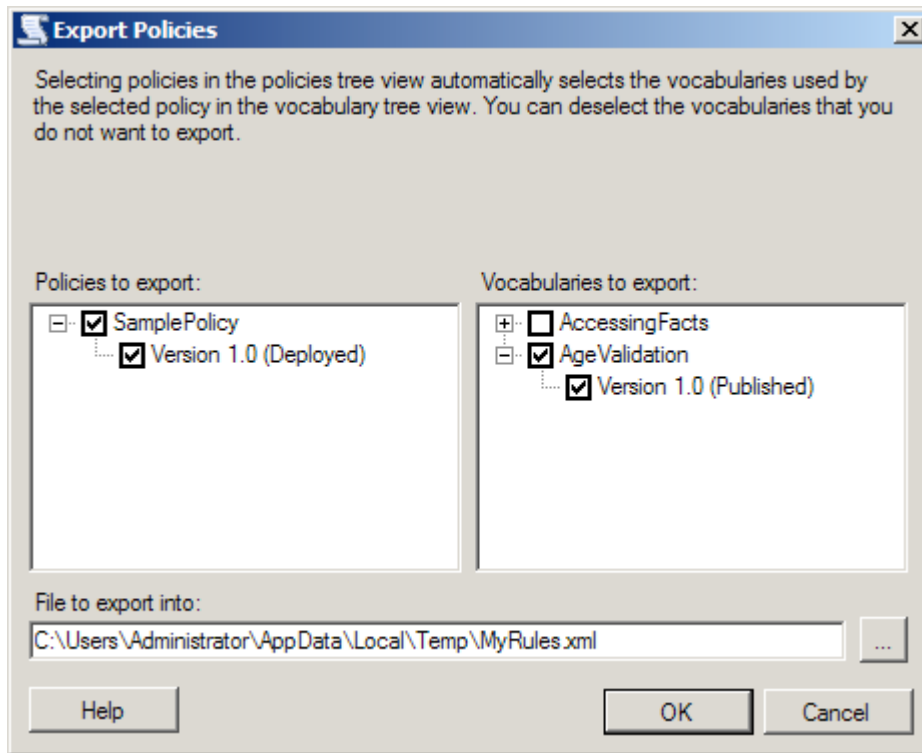 Export Policies
Selecting policies in the policies tree view automatically selects the vocabularies used by
the selected policy in the vocabulary tree view. You can deselect the vocabularies that you
do not want to export.
Policies to export:
SamplePolicy
Version 1.0 (Deployed)
Vocabularies to export:
AccessingFacts
AgeValidation
Version 1.0 (Published)
File to export into:
C:\Users\Administrator\AppData\Local\Temp\MyRules.xml
...
Help
OK
Cancel